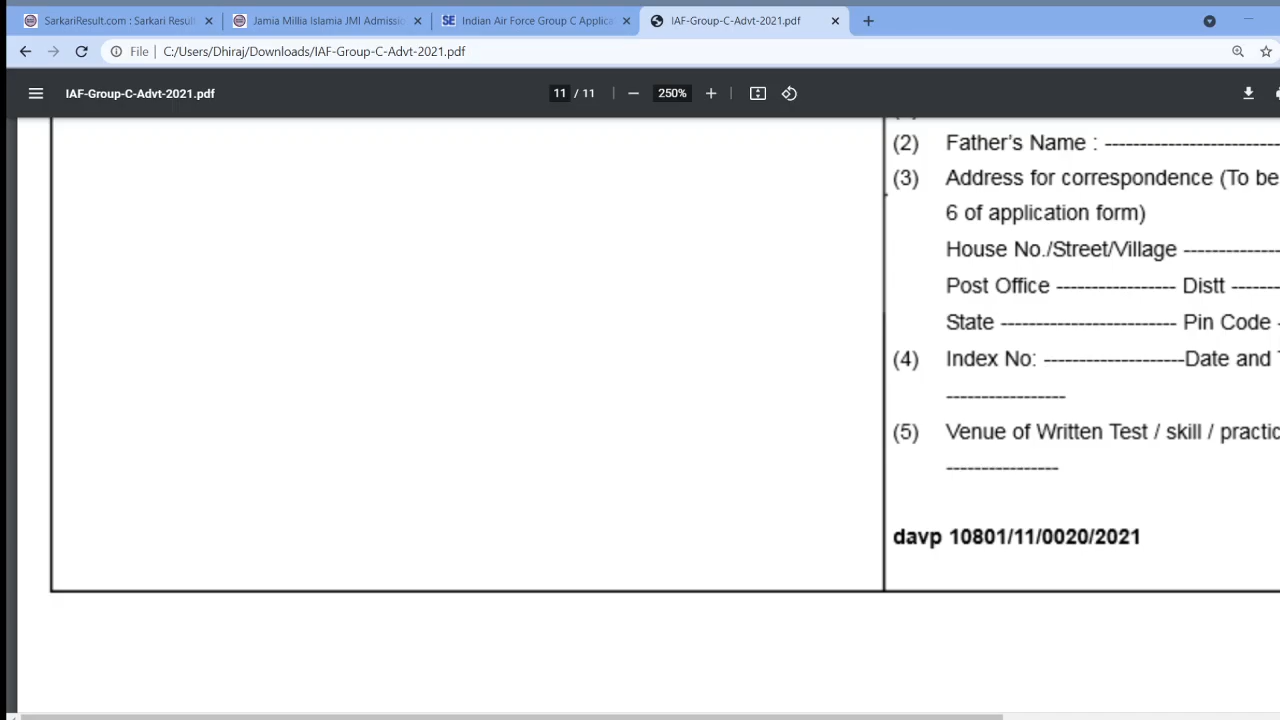 SarkariResult.com : Sarkari Result
Jamia Millia Islamia JMI Admissio
SE Indian Air Force Group C Applica
IAF-Group-C-Advt-2021.pdf
File | C:/Users/Dhiraj/Downloads/IAF-Group-C-Advt-2021.pdf
IAF-Group-C-Advt-2021.pdf
11 / 11
250%
(2) Father's Name : -----------------------
(3) Address for correspondence (To be
6 of application form)
House No./Street/Village -------------
Post Office ----------------- Distt -------
State ------------------------- Pin Code -
(4) Index No: --------------------Date and
-----------------
(5) Venue of Written Test / skill / practic
----------------
davp 10801/11/0020/2021